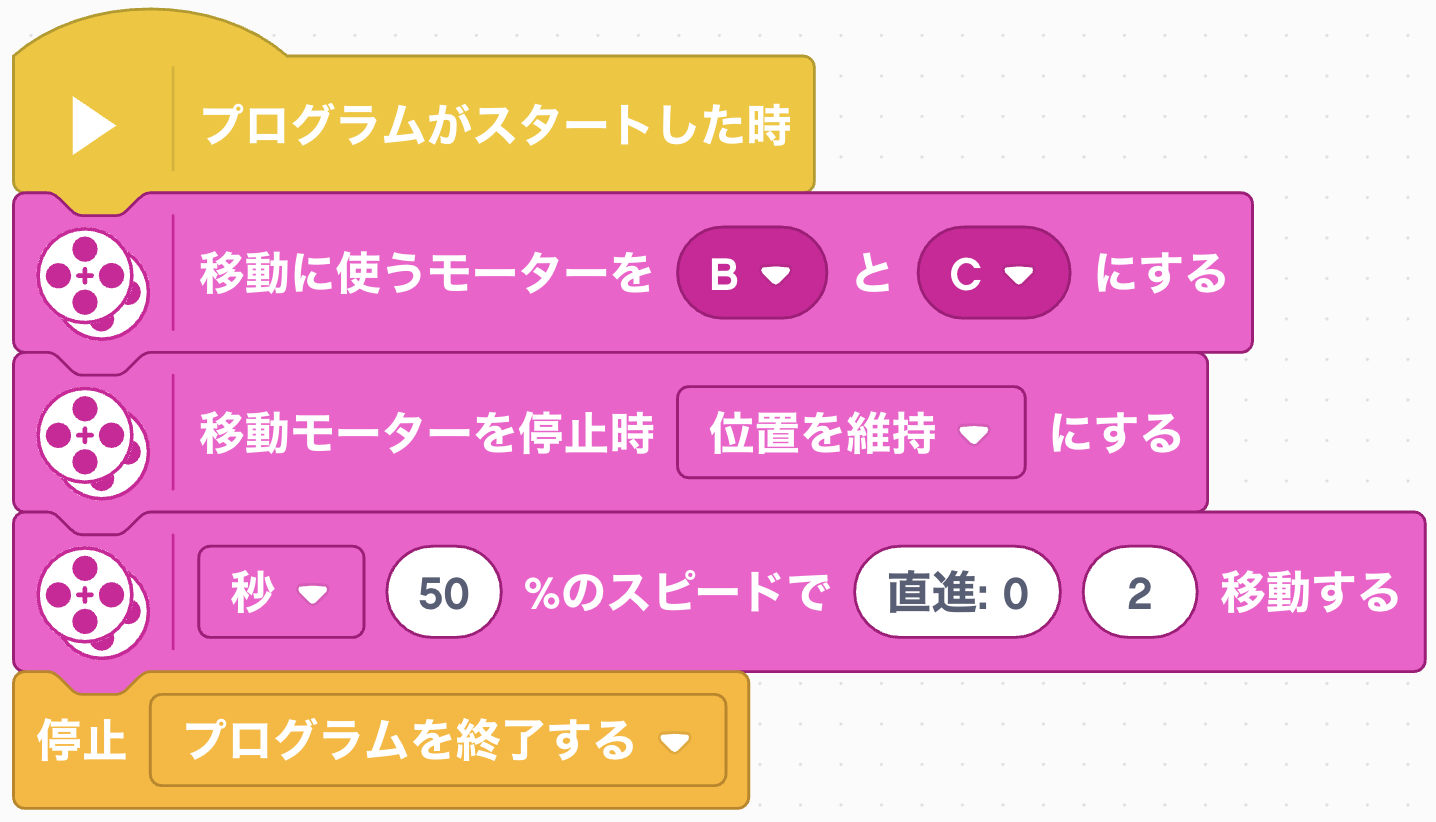 プログラムがスタートした時
移動に使うモーターを B と C にする
移動モーターを停止時 位置を維持 にする
秒 50 %のスピードで 直進: 0 2 移動する
停止 プログラムを終了する